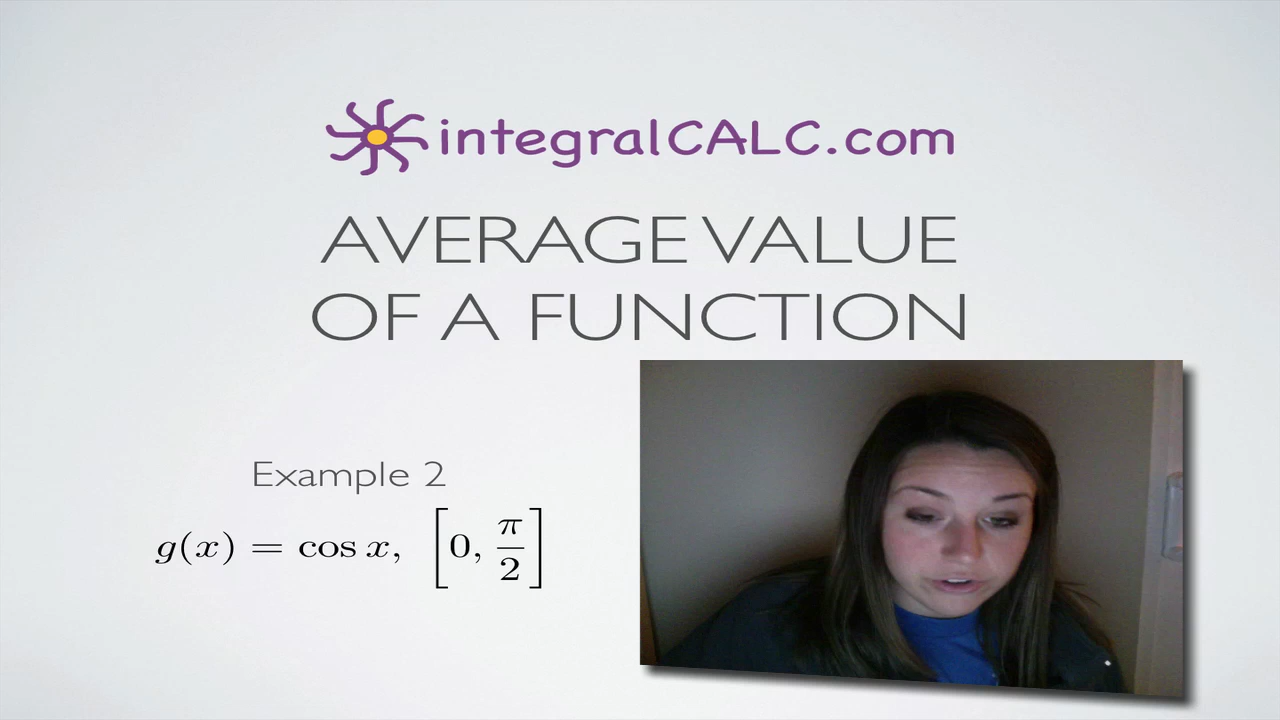 integralCALC.com
AVERAGE VALUE
OF A FUNCTION
Example 2
g(x) = cos x, [0, π/2]